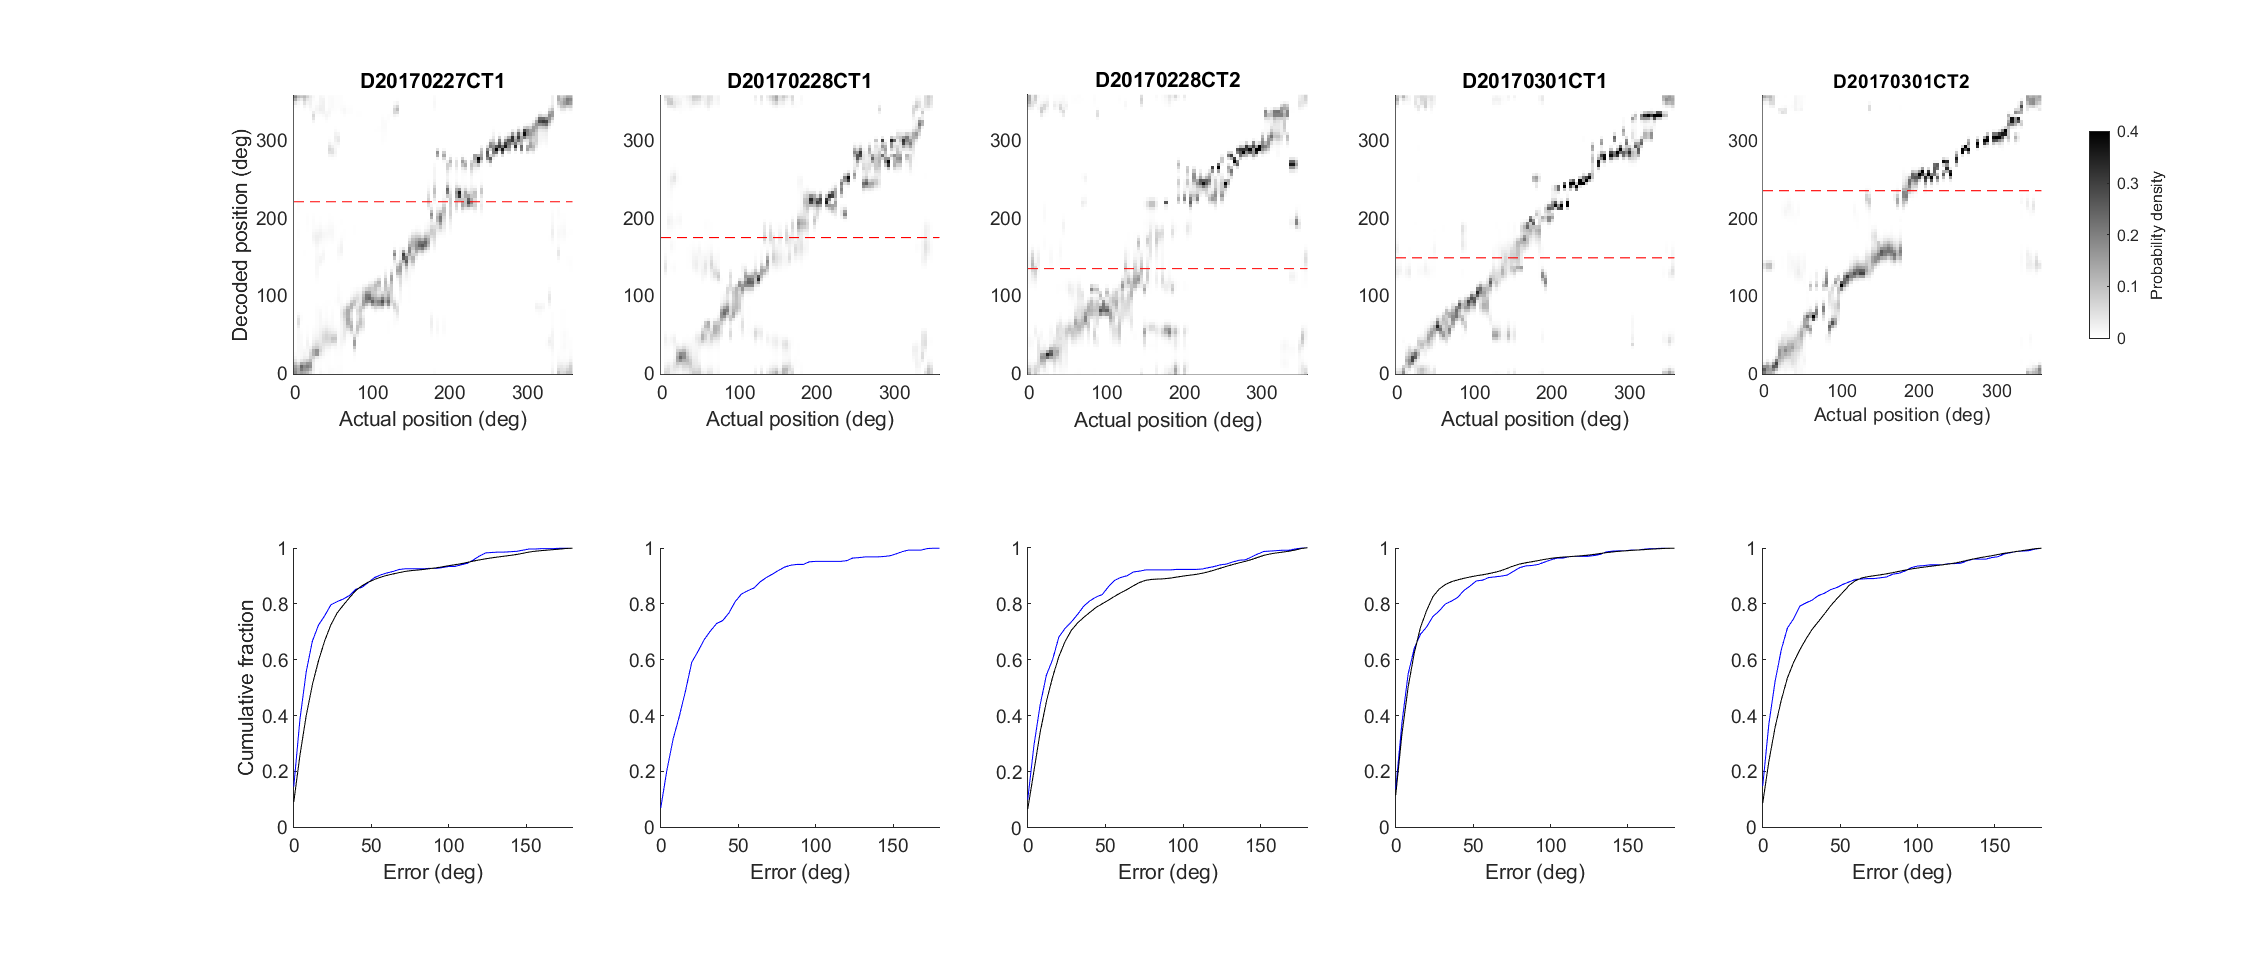 D20170227CT1 D20170228CT1 D20170228CT2 D20170301CT1 D20170301CT2
Decoded position (deg)
300 300 300 300 300
200 200 200 200 200
100 100 100 100 100
0 0 0 0 0
0 100 200 300 0 100 200 300 0 100 200 300 0 100 200 300 0 100 200 300
Actual position (deg) Actual position (deg) Actual position (deg) Actual position (deg) Actual position (deg)
0.4
0.3
0.2
0.1
0
Probability density
Cumulative fraction
1 1 1 1 1
0.8 0.8 0.8 0.8 0.8
0.6 0.6 0.6 0.6 0.6
0.4 0.4 0.4 0.4 0.4
0.2 0.2 0.2 0.2 0.2
0 0 0 0 0
0 50 100 150 0 50 100 150 0 50 100 150 0 50 100 150 0 50 100 150
Error (deg) Error (deg) Error (deg) Error (deg) Error (deg)